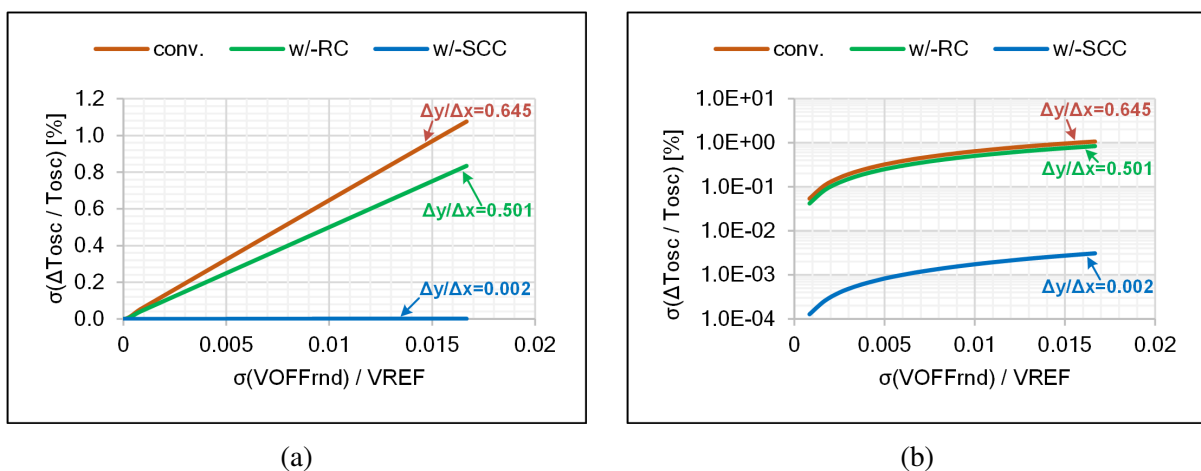 conv. w/-RC w/-SCC
σ(ΔTosc / Tosc) [%]
1.2
1.0
0.8
0.6
0.4
0.2
0.0
Δy/Δx=0.645
Δy/Δx=0.501
Δy/Δx=0.002
0 0.005 0.01 0.015 0.02
σ(VOFFrnd) / VREF
(a)
conv. w/-RC w/-SCC
σ(ΔTosc / Tosc) [%]
1.0E+01
1.0E+00
1.0E-01
1.0E-02
1.0E-03
1.0E-04
Δy/Δx=0.645
Δy/Δx=0.501
Δy/Δx=0.002
0 0.005 0.01 0.015 0.02
σ(VOFFrnd) / VREF
(b)